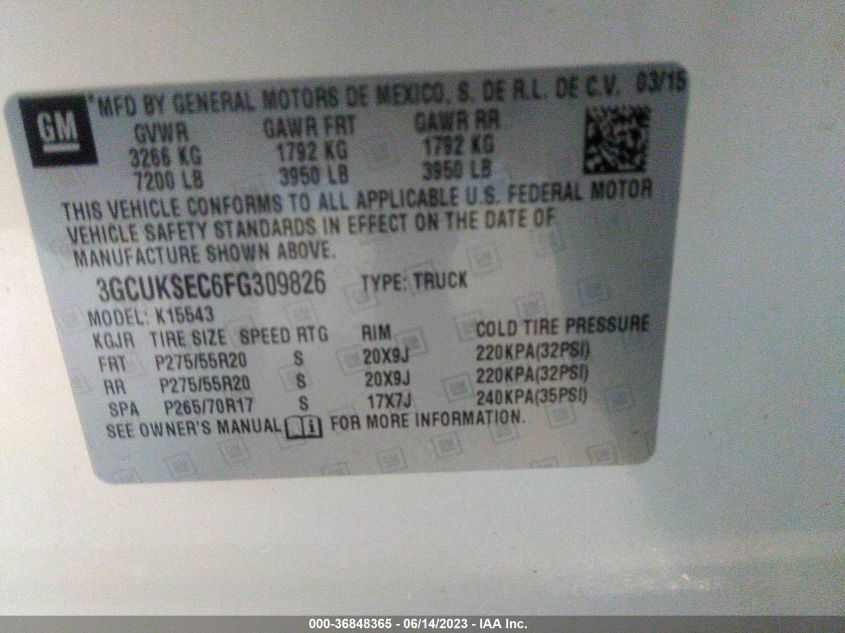 GM
*MFD BY GENERAL MOTORS DE MEXICO, S. DE R.L. DE C.V. 03/15
GVWR GAWR FRT GAWR RR
3266 KG 1792 KG 1792 KG
7200 LB 3950 LB 3950 LB
THIS VEHICLE CONFORMS TO ALL APPLICABLE U.S. FEDERAL MOTOR
VEHICLE SAFETY STANDARDS IN EFFECT ON THE DATE OF
MANUFACTURE SHOWN ABOVE.
3GCUKSEC6FG309826 TYPE: TRUCK
MODEL: K15543
KGJR TIRE SIZE SPEED RTG RIM COLD TIRE PRESSURE
FRT P275/55R20 S 20X9J 220KPA(32PSI)
RR P275/55R20 S 20X9J 220KPA(32PSI)
SPA P265/70R17 S 17X7J 240KPA(35PSI)
SEE OWNER'S MANUAL i FOR MORE INFORMATION.
000-36848365 - 06/14/2023 - IAA Inc.